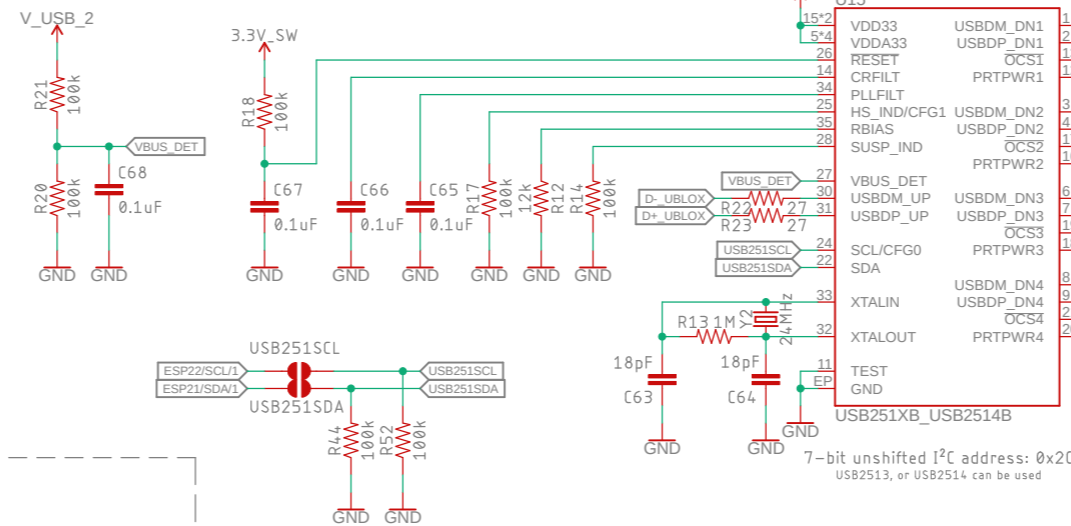 V_USB_2
R21
100k
VBUS_DET
R20
100k
C68
0.1uF
GND
GND
3.3V_SW
R18
100k
C67
0.1uF
GND
C66
0.1uF
GND
C65
0.1uF
GND
R17
100k
GND
12k
R12
GND
R14
100k
GND
VBUS_DET
D-_UBLOX
D+_UBLOX
R22 27
R23 27
USB251SCL
USB251SDA
R13 1M
Y2
24MHz
18pF
C63
GND
18pF
C64
GND
GND
15*2 VDD33
5*4 VDDA33
26 RESET
14 CRFILT
34 PLLFILT
25 HS_IND/CFG1
35 RBIAS
28 SUSP_IND
27 VBUS_DET
30 USBDM_UP
31 USBDP_UP
24 SCL/CFG0
22 SDA
33 XTALIN
32 XTALOUT
11 TEST
EP GND
USBDM_DN1
USBDP_DN1
OCS1
PRTPWR1
USBDM_DN2
USBDP_DN2
OCS2
PRTPWR2
USBDM_DN3
USBDP_DN3
OCS3
PRTPWR3
USBDM_DN4
USBDP_DN4
OCS4
PRTPWR4
USB251XB_USB2514B
7-bit unshifted I²C address: 0x2C
USB2513, or USB2514 can be used
USB251SCL
ESP22/SCL/1
USB251SCL
ESP21/SDA/1
USB251SDA
USB251SDA
R44
100k
GND
R52
100k
GND